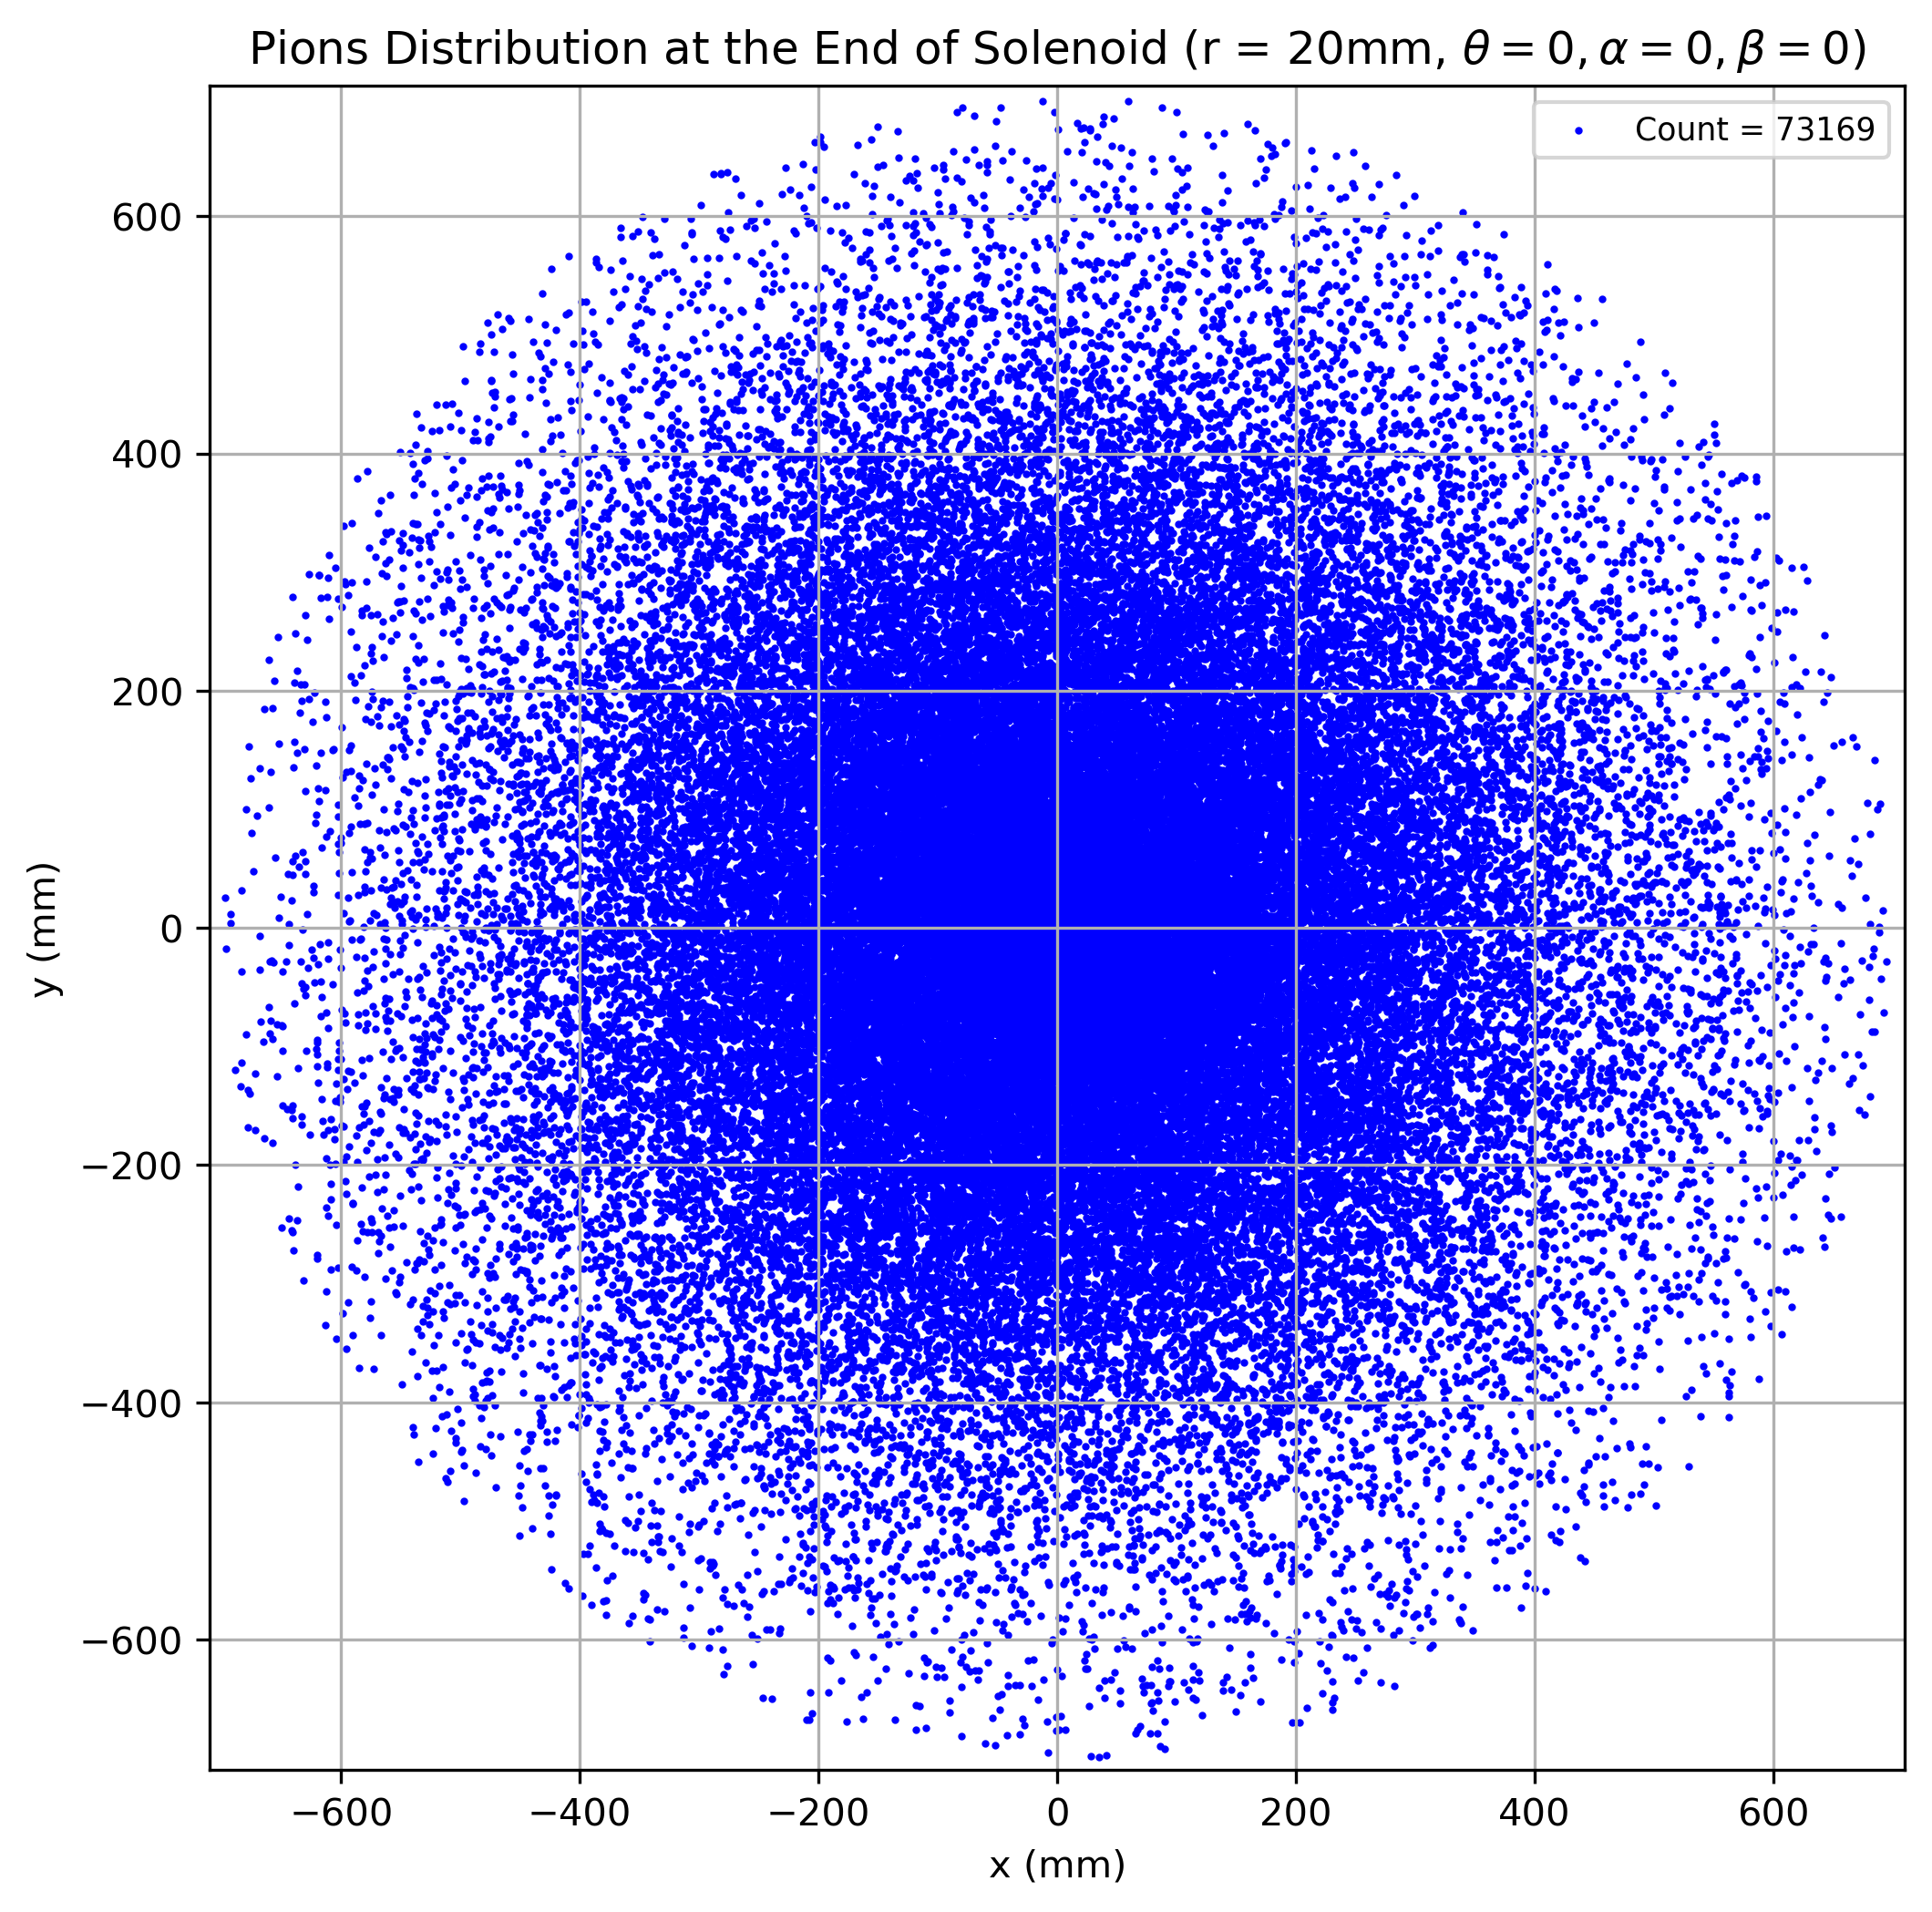 Pions Distribution at the End of Solenoid (r = 20mm, θ = 0, α = 0, β = 0)
Count = 73169
600
400
200
0
−200
−400
−600
y (mm)
−600 −400 −200 0 200 400 600
x (mm)